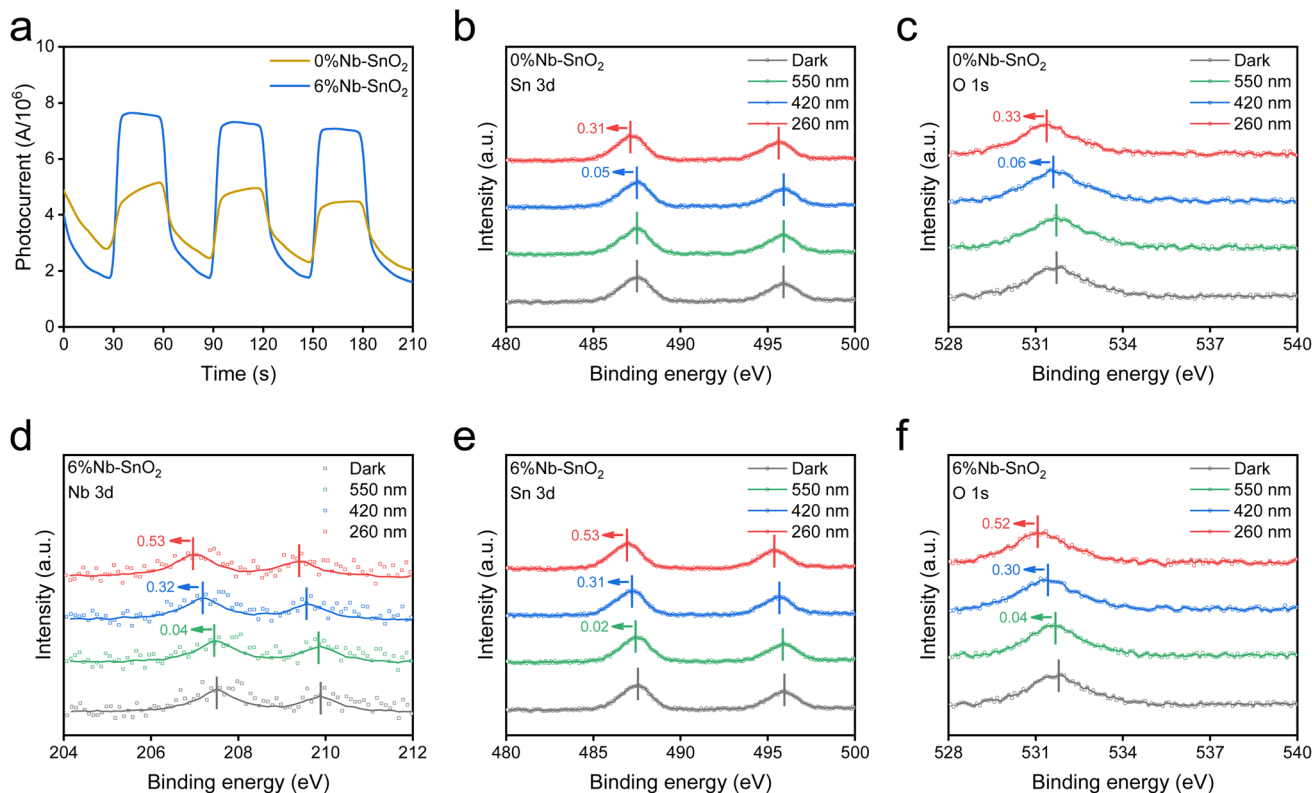 a
10
8
6
4
2
0
0 30 60 90 120 150 180 210
Photocurrent (A/10⁶)
Time (s)
0%Nb-SnO₂
6%Nb-SnO₂
b
0%Nb-SnO₂
Sn 3d
Dark
550 nm
420 nm
260 nm
0.31
0.05
Intensity (a.u.)
480 485 490 495 500
Binding energy (eV)
c
0%Nb-SnO₂
O 1s
Dark
550 nm
420 nm
260 nm
0.33
0.06
Intensity (a.u.)
528 531 534 537 540
Binding energy (eV)
d
6%Nb-SnO₂
Nb 3d
Dark
550 nm
420 nm
260 nm
0.53
0.32
0.04
Intensity (a.u.)
204 206 208 210 212
Binding energy (eV)
e
6%Nb-SnO₂
Sn 3d
Dark
550 nm
420 nm
260 nm
0.53
0.31
0.02
Intensity (a.u.)
480 485 490 495 500
Binding energy (eV)
f
6%Nb-SnO₂
O 1s
Dark
550 nm
420 nm
260 nm
0.52
0.30
0.04
Intensity (a.u.)
528 531 534 537 540
Binding energy (eV)